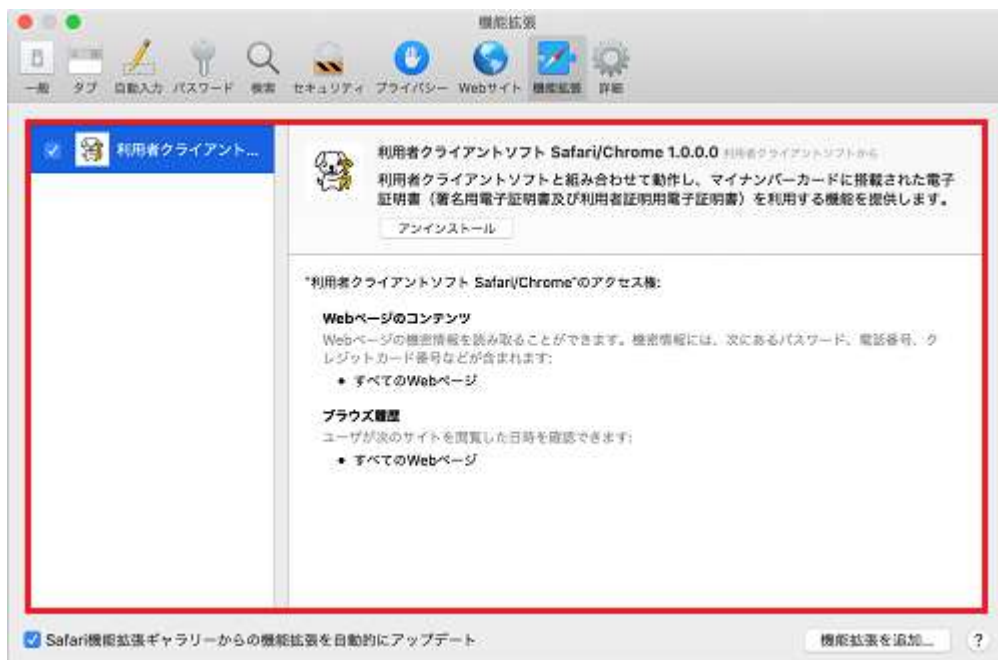 機能拡張
一般 タブ 自動入力 パスワード 検索 セキュリティ プライバシー Webサイト 機能拡張 詳細
利用者クライアント...
利用者クライアントソフト Safari/Chrome 1.0.0.0 利用者クライアントソフトから
利用者クライアントソフトと組み合わせて動作し、マイナンバーカードに搭載された電子
証明書（署名用電子証明書及び利用者証明用電子証明書）を利用する機能を提供します。
アンインストール
"利用者クライアントソフト Safari/Chrome"のアクセス権:
Webページのコンテンツ
Webページの機密情報を読み取ることができます。機密情報には、次にあるパスワード、電話番号、ク
レジットカード番号などが含まれます:
• すべてのWebページ
ブラウズ履歴
ユーザが次のサイトを閲覧した日時を確認できます:
• すべてのWebページ
Safari機能拡張ギャラリーからの機能拡張を自動的にアップデート
機能拡張を追加... ?